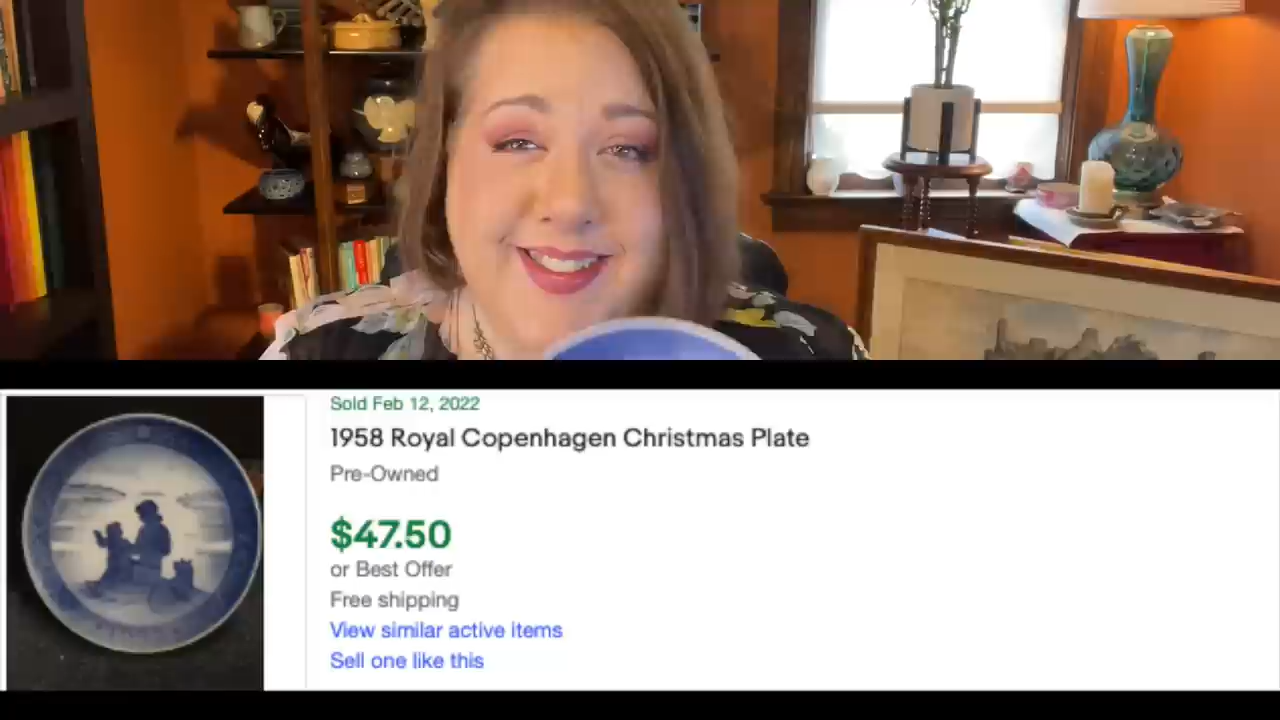 Sold Feb 12, 2022
1958 Royal Copenhagen Christmas Plate
Pre-Owned
$47.50
or Best Offer
Free shipping
View similar active items
Sell one like this